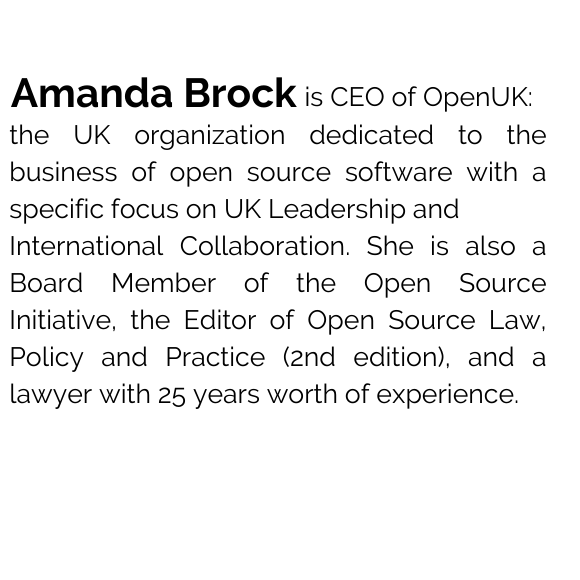 Amanda Brock is CEO of OpenUK:
the UK organization dedicated to the
business of open source software with a
specific focus on UK Leadership and
International Collaboration. She is also a
Board Member of the Open Source
Initiative, the Editor of Open Source Law,
Policy and Practice (2nd edition), and a
lawyer with 25 years worth of experience.